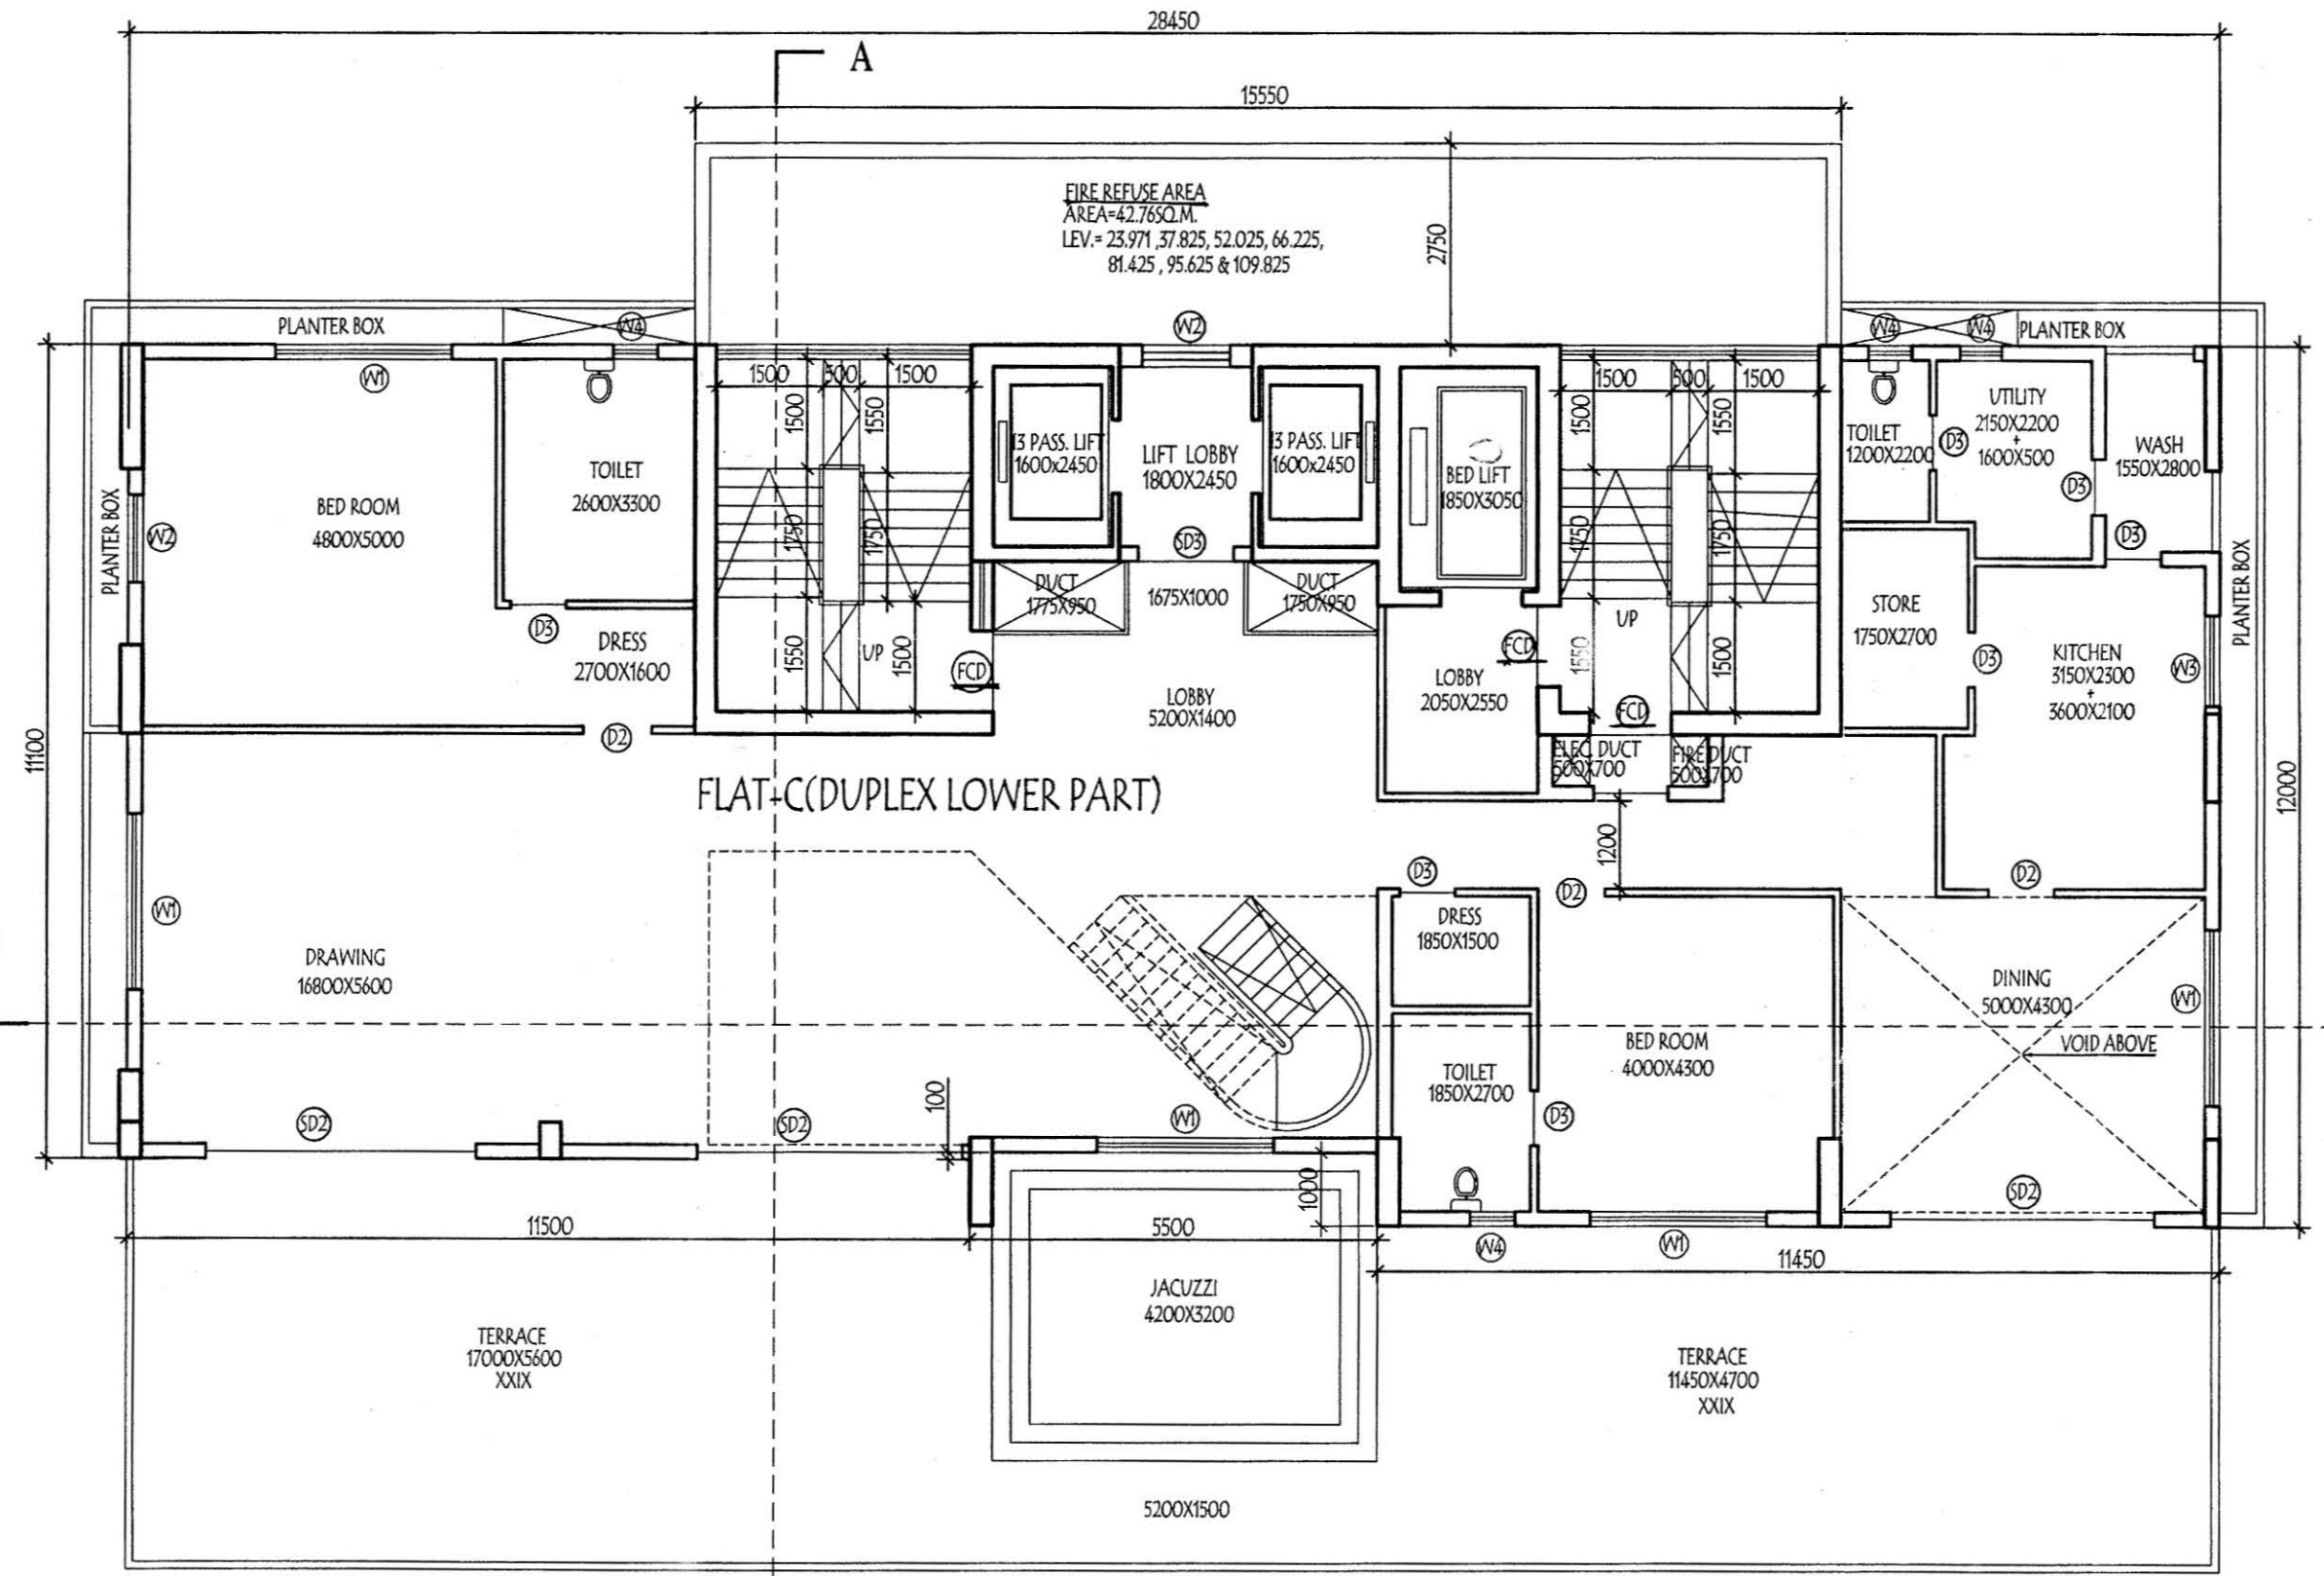 28450
A
15550
FIRE REFUSE AREA
AREA=42.76SQ.M.
LEV.= 23.971 ,37.825, 52.025, 66.225,
81.425 , 95.625 & 109.825
2750
PLANTER BOX
W4
W2
W4
W4
PLANTER BOX
W1
1500
500
1500
1500
500
1500
1500
1550
1500
1550
13 PASS. LIFT
1600x2450
LIFT LOBBY
1800X2450
13 PASS. LIFT
1600x2450
BED LIFT
1850X3050
TOILET
1200X2200
D3
UTILITY
2150X2200
+
1600X500
D3
WASH
1550X2800
D3
TOILET
2600X3300
BED ROOM
4800X5000
PLANTER BOX
W2
1750
1750
SD3
1750
1750
DUCT
1775X950
1675X1000
DUCT
1750X950
PLANTER BOX
STORE
1750X2700
D3
D3
DRESS
2700X1600
UP
UP
1550
1500
1550
1500
FCD
FCD
FCD
LOBBY
5200X1400
LOBBY
2050X2550
KITCHEN
3150X2300
+
3600X2100
W3
11100
D2
ELEC DUCT
500X700
FIRE DUCT
500X700
12000
FLAT-C(DUPLEX LOWER PART)
1200
D3
D2
D2
W1
DRESS
1850X1500
DRAWING
16800X5600
DINING
5000X4300
W1
VOID ABOVE
BED ROOM
4000X4300
TOILET
1850X2700
D3
100
SD2
SD2
W1
1000
SD2
11500
5500
W4
W1
11450
JACUZZI
4200X3200
TERRACE
17000X5600
XXIX
TERRACE
11450X4700
XXIX
5200X1500